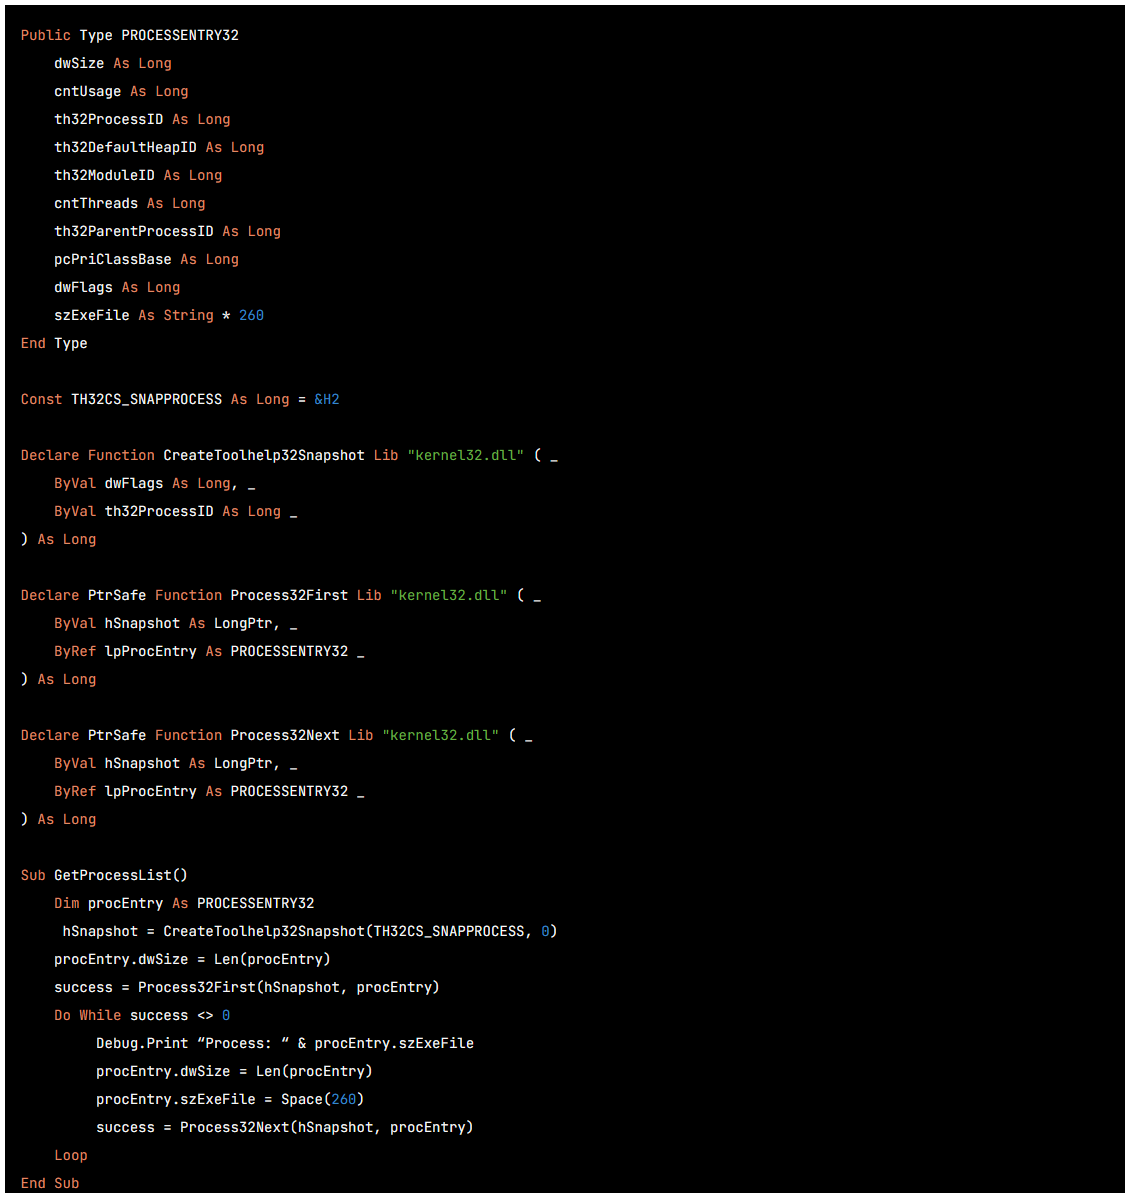 Public Type PROCESSENTRY32
    dwSize As Long
    cntUsage As Long
    th32ProcessID As Long
    th32DefaultHeapID As Long
    th32ModuleID As Long
    cntThreads As Long
    th32ParentProcessID As Long
    pcPriClassBase As Long
    dwFlags As Long
    szExeFile As String * 260
End Type

Const TH32CS_SNAPPROCESS As Long = &H2

Declare Function CreateToolhelp32Snapshot Lib "kernel32.dll" ( _
    ByVal dwFlags As Long, _
    ByVal th32ProcessID As Long _
) As Long

Declare PtrSafe Function Process32First Lib "kernel32.dll" ( _
    ByVal hSnapshot As LongPtr, _
    ByRef lpProcEntry As PROCESSENTRY32 _
) As Long

Declare PtrSafe Function Process32Next Lib "kernel32.dll" ( _
    ByVal hSnapshot As LongPtr, _
    ByRef lpProcEntry As PROCESSENTRY32 _
) As Long

Sub GetProcessList()
    Dim procEntry As PROCESSENTRY32
     hSnapshot = CreateToolhelp32Snapshot(TH32CS_SNAPPROCESS, 0)
    procEntry.dwSize = Len(procEntry)
    success = Process32First(hSnapshot, procEntry)
    Do While success <> 0
         Debug.Print “Process: “ & procEntry.szExeFile
         procEntry.dwSize = Len(procEntry)
         procEntry.szExeFile = Space(260)
         success = Process32Next(hSnapshot, procEntry)
    Loop
End Sub